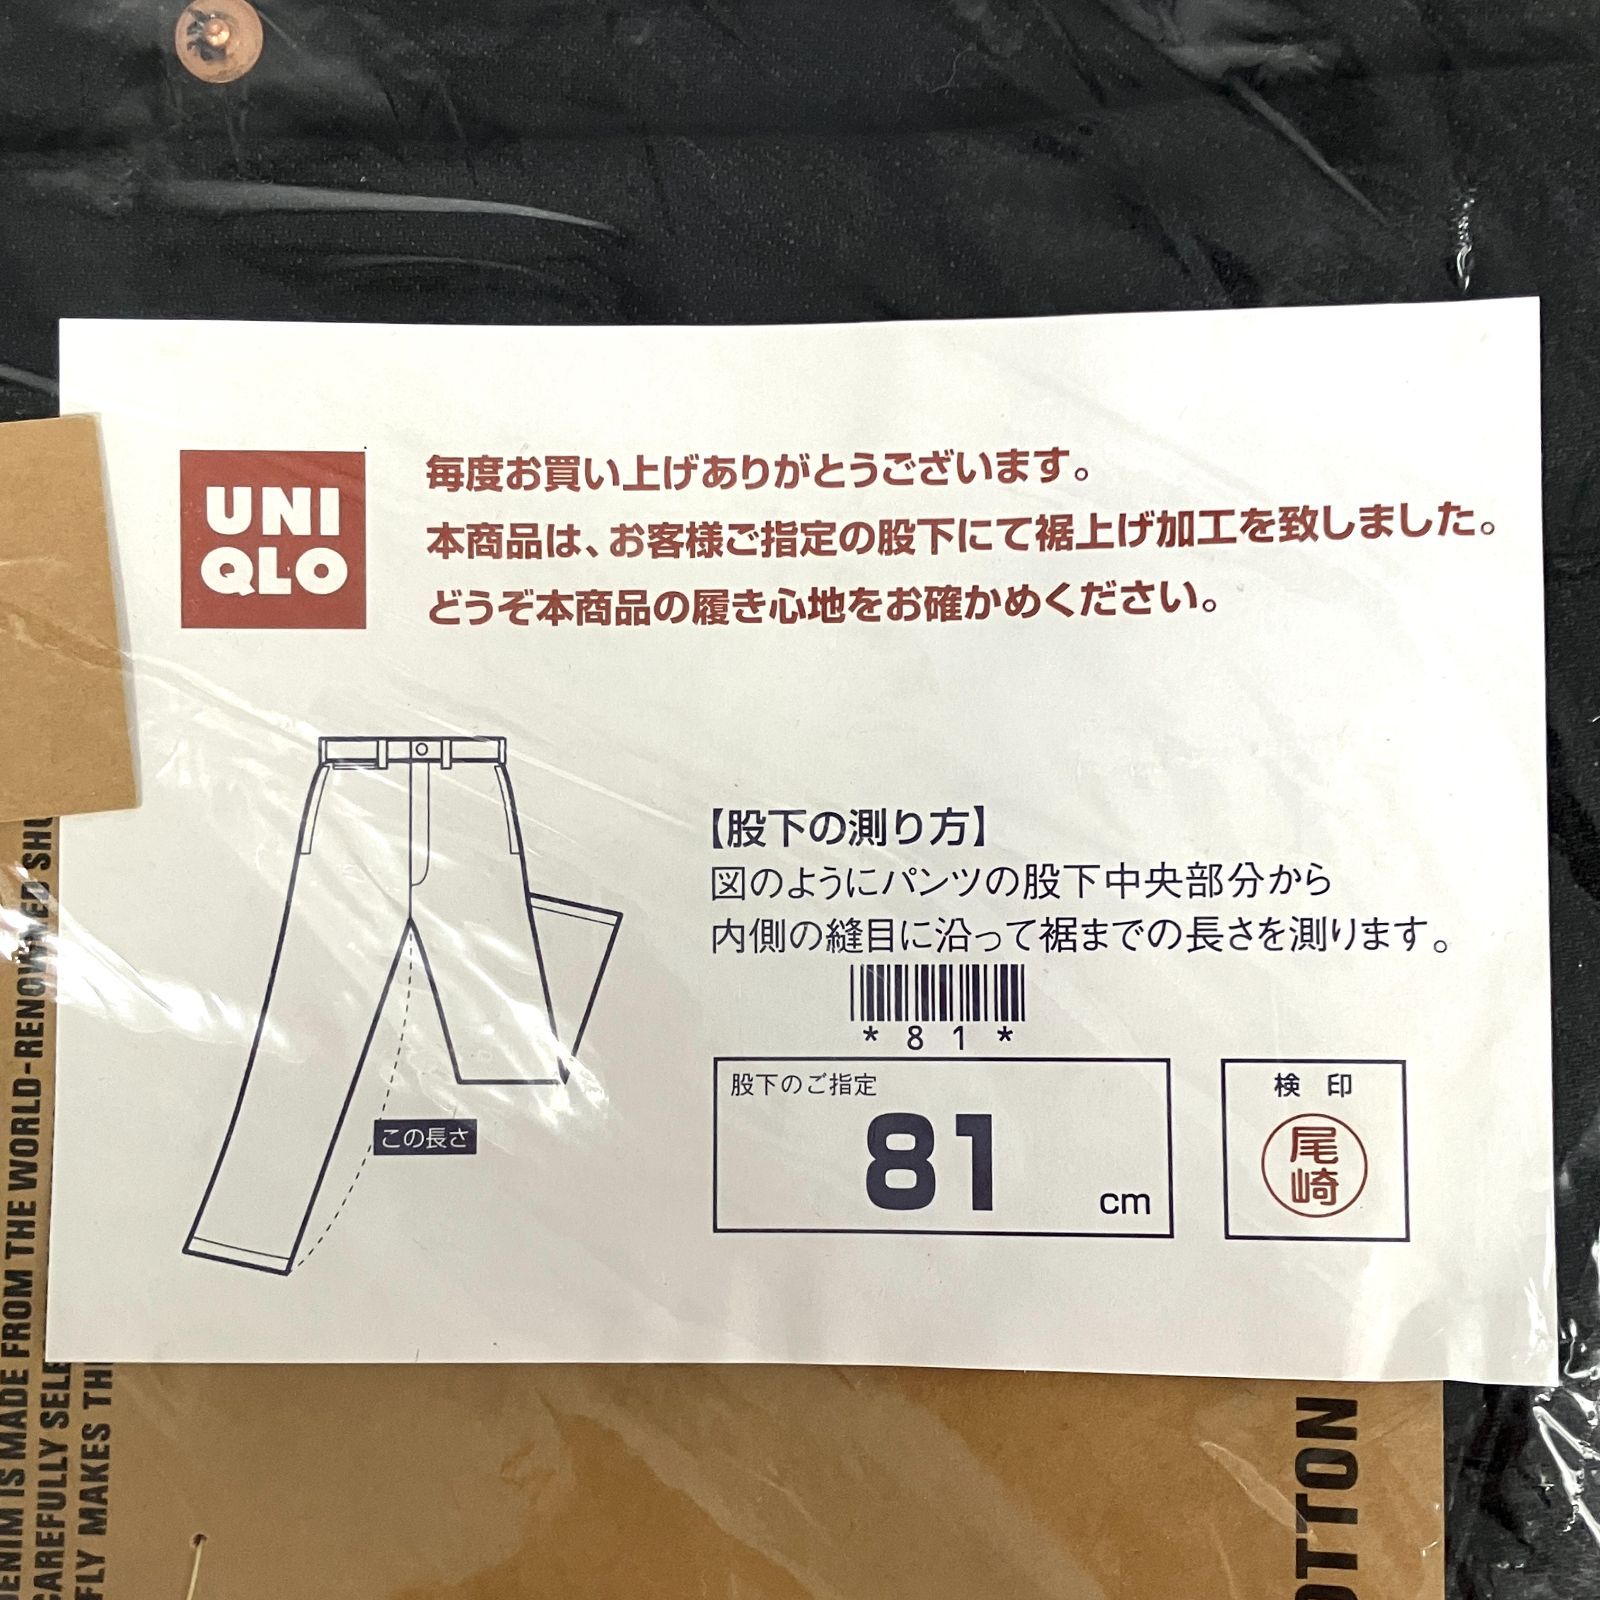 UNI
QLO
毎度お買い上げありがとうございます。
本商品は、お客様ご指定の股下にて裾上げ加工を致しました。
どうぞ本商品の履き心地をお確かめください。
【股下の測り方】
図のようにパンツの股下中央部分から
内側の縫目に沿って裾までの長さを測ります。
*81*
股下のご指定
81
cm
検 印
尾
崎
この長さ
IS MADE FROM THE WORLD-RENOWNED
CAREFULLY
MAKES